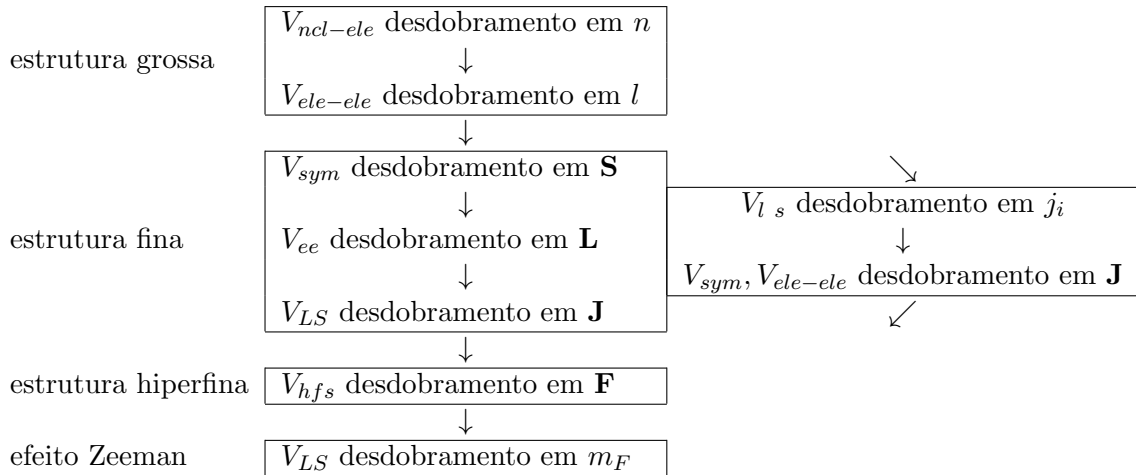 V_{ncl-ele} desdobramento em n
estrutura grossa ↓
V_{ele-ele} desdobramento em l
↓
V_{sym} desdobramento em S ↘
↓ V_{l s} desdobramento em j_i
estrutura fina V_{ee} desdobramento em L ↓
↓ V_{sym}, V_{ele-ele} desdobramento em J
V_{LS} desdobramento em J ↙
↓
estrutura hiperfina V_{hfs} desdobramento em F
↓
efeito Zeeman V_{LS} desdobramento em m_F